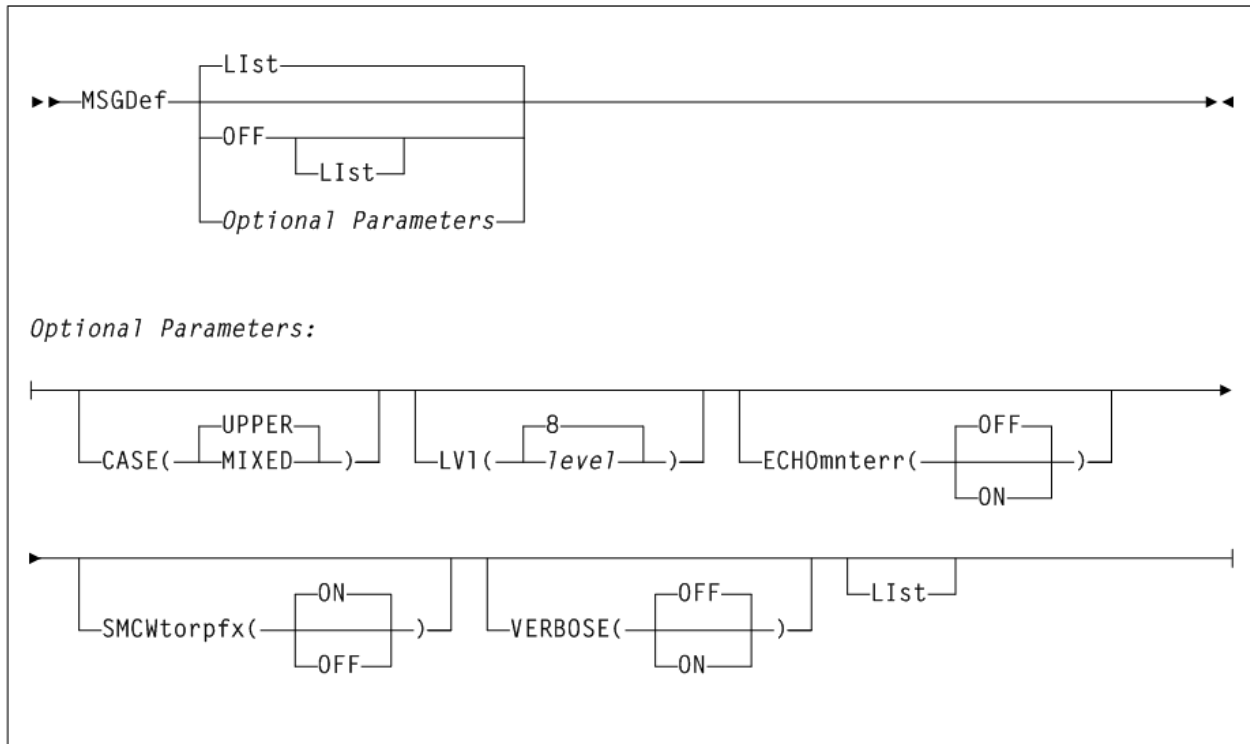 LIst
MSGDef
OFF
LIst
Optional Parameters
Optional Parameters:
UPPER
8
OFF
CASE( MIXED ) LVl( level ) ECHOmnterr( )
ON
LIst
ON
OFF
SMCWtorpfx( ) VERBOSE( )
OFF
ON